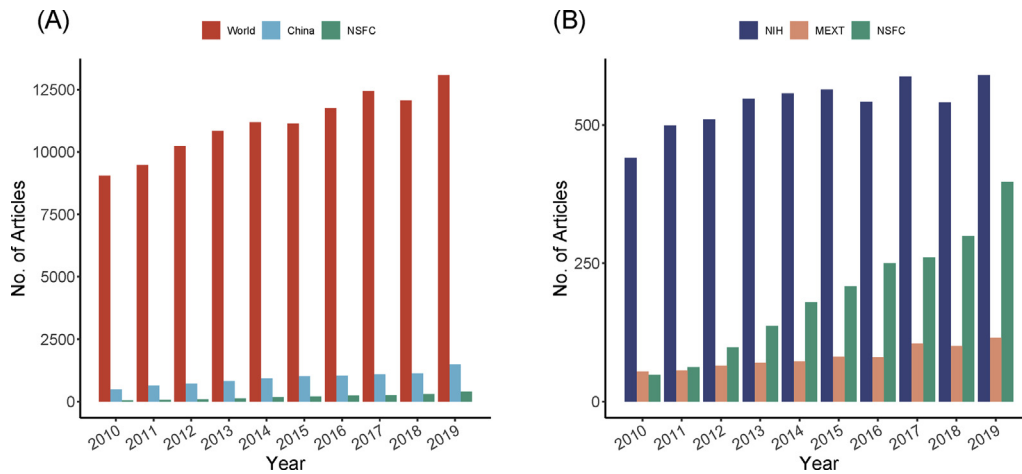 (A)
World China NSFC
No. of Articles
12500
10000
7500
5000
2500
0
2010 2011 2012 2013 2014 2015 2016 2017 2018 2019
Year
(B)
NIH MEXT NSFC
No. of Articles
500
250
0
2010 2011 2012 2013 2014 2015 2016 2017 2018 2019
Year